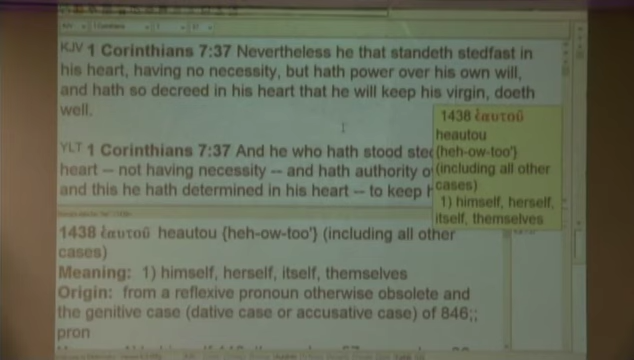 KJV 1 Corinthians 7:37 Nevertheless he that standeth stedfast in
his heart, having no necessity, but hath power over his own will,
and hath so decreed in his heart that he will keep his virgin, doeth
well.
YLT 1 Corinthians 7:37 And he who hath stood
heart -- not having necessity -- and hath authority
and this he hath determined in his heart -- to keep
1438 ἑαυτοῦ
heautou
{heh-ow-too'}
(including all other
cases)
1) himself, herself,
itself, themselves
1438 ἑαυτοῦ heautou {heh-ow-too'} (including all other
cases)
Meaning: 1) himself, herself, itself, themselves
Origin: from a reflexive pronoun otherwise obsolete and
the genitive case (dative case or accusative case) of 846;;
pron